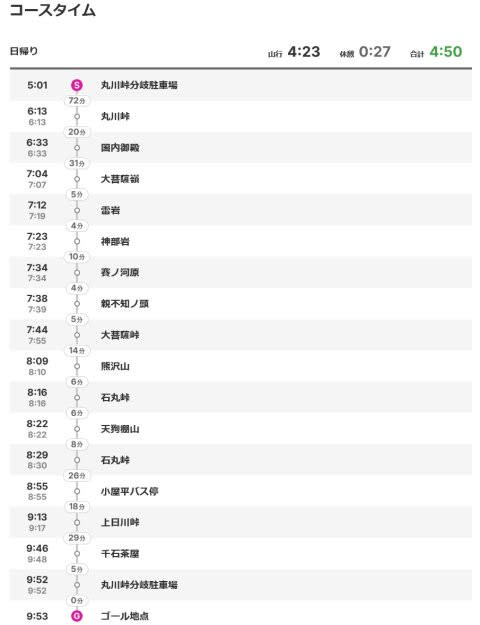 コースタイム
日帰り 山行 4:23 休憩 0:27 合計 4:50
5:01 S 丸川峠分岐駐車場
72分
6:13 丸川峠
6:13
20分
6:33 園内御殿
6:33
31分
7:04 大菩薩嶺
7:07
5分
7:12 雷岩
7:19
4分
7:23 神部岩
7:23
10分
7:34 賽ノ河原
7:34
4分
7:38 親不知ノ頭
7:39
5分
7:44 大菩薩峠
7:55
14分
8:09 熊沢山
8:10
6分
8:16 石丸峠
8:16
6分
8:22 天狗棚山
8:22
8分
8:29 石丸峠
8:30
26分
8:55 小屋平バス停
8:55
18分
9:13 上日川峠
9:17
29分
9:46 千石茶屋
9:48
5分
9:52 丸川峠分岐駐車場
9:52
0分
9:53 G ゴール地点